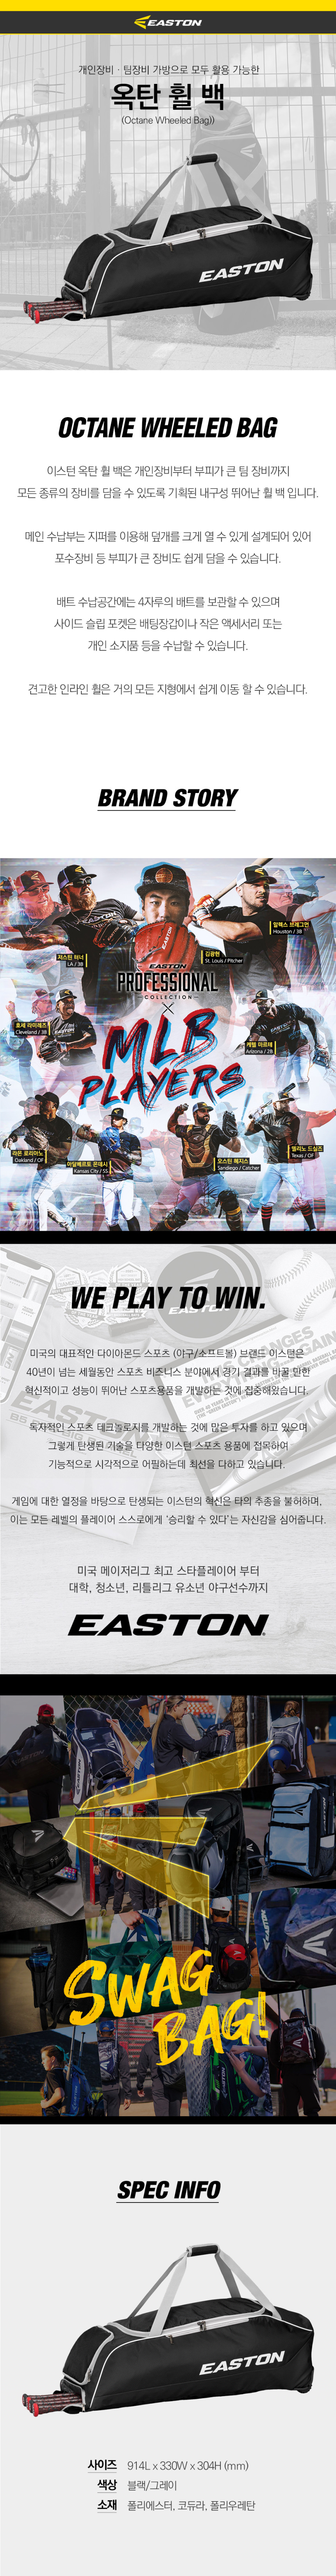 EASTON
개인장비 · 팀장비 가방으로 모두 활용 가능한
옥탄 휠 백
(Octane Wheeled Bag))
EASTON
OCTANE WHEELED BAG
이스턴 옥탄 휠 백은 개인장비부터 부피가 큰 팀 장비까지
모든 종류의 장비를 담을 수 있도록 기획된 내구성 뛰어난 휠 백 입니다.
메인 수납부는 지퍼를 이용해 덮개를 크게 열 수 있게 설계되어 있어
포수장비 등 부피가 큰 장비도 쉽게 담을 수 있습니다.
배트 수납공간에는 4자루의 배트를 보관할 수 있으며
사이드 슬립 포켓은 배팅장갑이나 작은 액세서리 또는
개인 소지품 등을 수납할 수 있습니다.
견고한 인라인 휠은 거의 모든 지형에서 쉽게 이동 할 수 있습니다.
BRAND STORY
저스틴 터너
LA / 3B
김광현
St. Louis / Pitcher
알렉스 브레그먼
Houston / 3B
EASTON
PROFESSIONAL
COLLECTION
X
MLB
PLAYERS
호세 라미레즈
Cleveland / 3B
케텔 마르테
Arizona / 2B
라몬 로리아노
Oakland / OF
아달베르토 몬데시
Kansas City / SS
오스틴 헤지스
Sandiego / Catcher
델리노 드실즈
Texas / OF
WE PLAY TO WIN.
미국의 대표적인 다이아몬드 스포츠 (야구/소프트볼) 브랜드 이스턴은
40년이 넘는 세월동안 스포츠 비즈니스 분야에서 경기 결과를 바꿀 만한
혁신적이고 성능이 뛰어난 스포츠용품을 개발하는 것에 집중해왔습니다.
독자적인 스포츠 테크놀로지를 개발하는 것에 많은 투자를 하고 있으며
그렇게 탄생된 기술을 다양한 이스턴 스포츠 용품에 접목하여
기능적으로 시각적으로 어필하는데 최선을 다하고 있습니다.
게임에 대한 열정을 바탕으로 탄생되는 이스턴의 혁신은 타의 추종을 불허하며,
이는 모든 레벨의 플레이어 스스로에게 '승리할 수 있다'는 자신감을 심어줍니다.
미국 메이저리그 최고 스타플레이어 부터
대학, 청소년, 리틀리그 유소년 야구선수까지
EASTON
SWAG
BAG!
SPEC INFO
EASTON
사이즈 914L x 330W x 304H (mm)
색상 블랙/그레이
소재 폴리에스터, 코듀라, 폴리우레탄